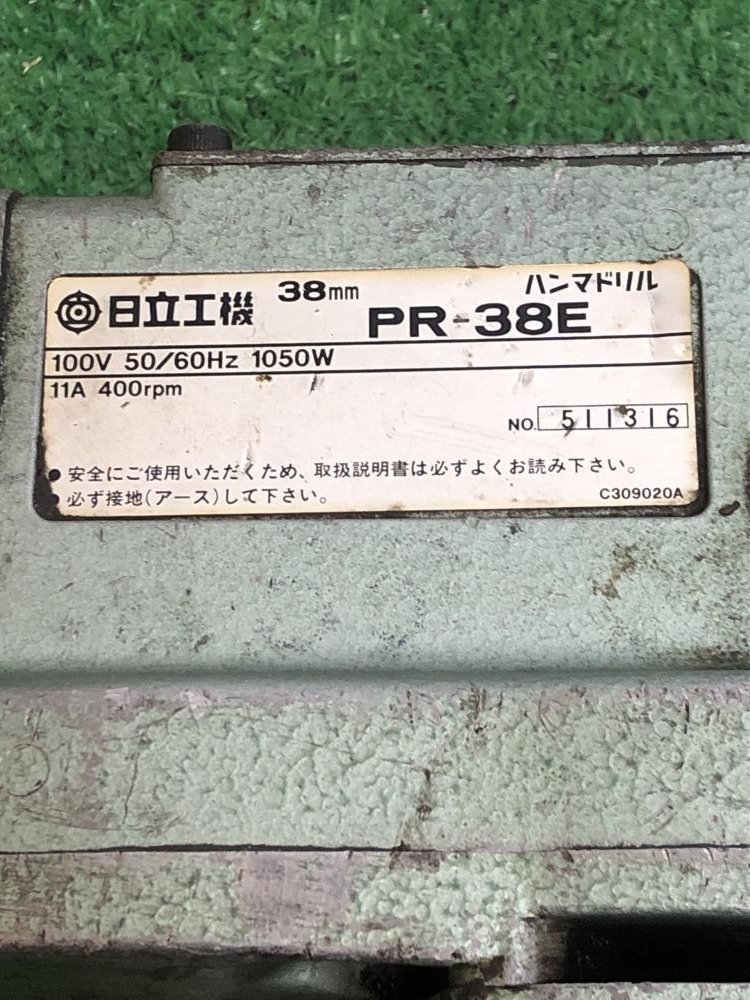 日立工機 38mm ハンマドリル
PR-38E
100V 50/60Hz 1050W
11A 400rpm
NO. 511316
●安全にご使用いただくため、取扱説明書は必ずよくお読み下さい。
●必ず接地(アース)して下さい。
C309020A